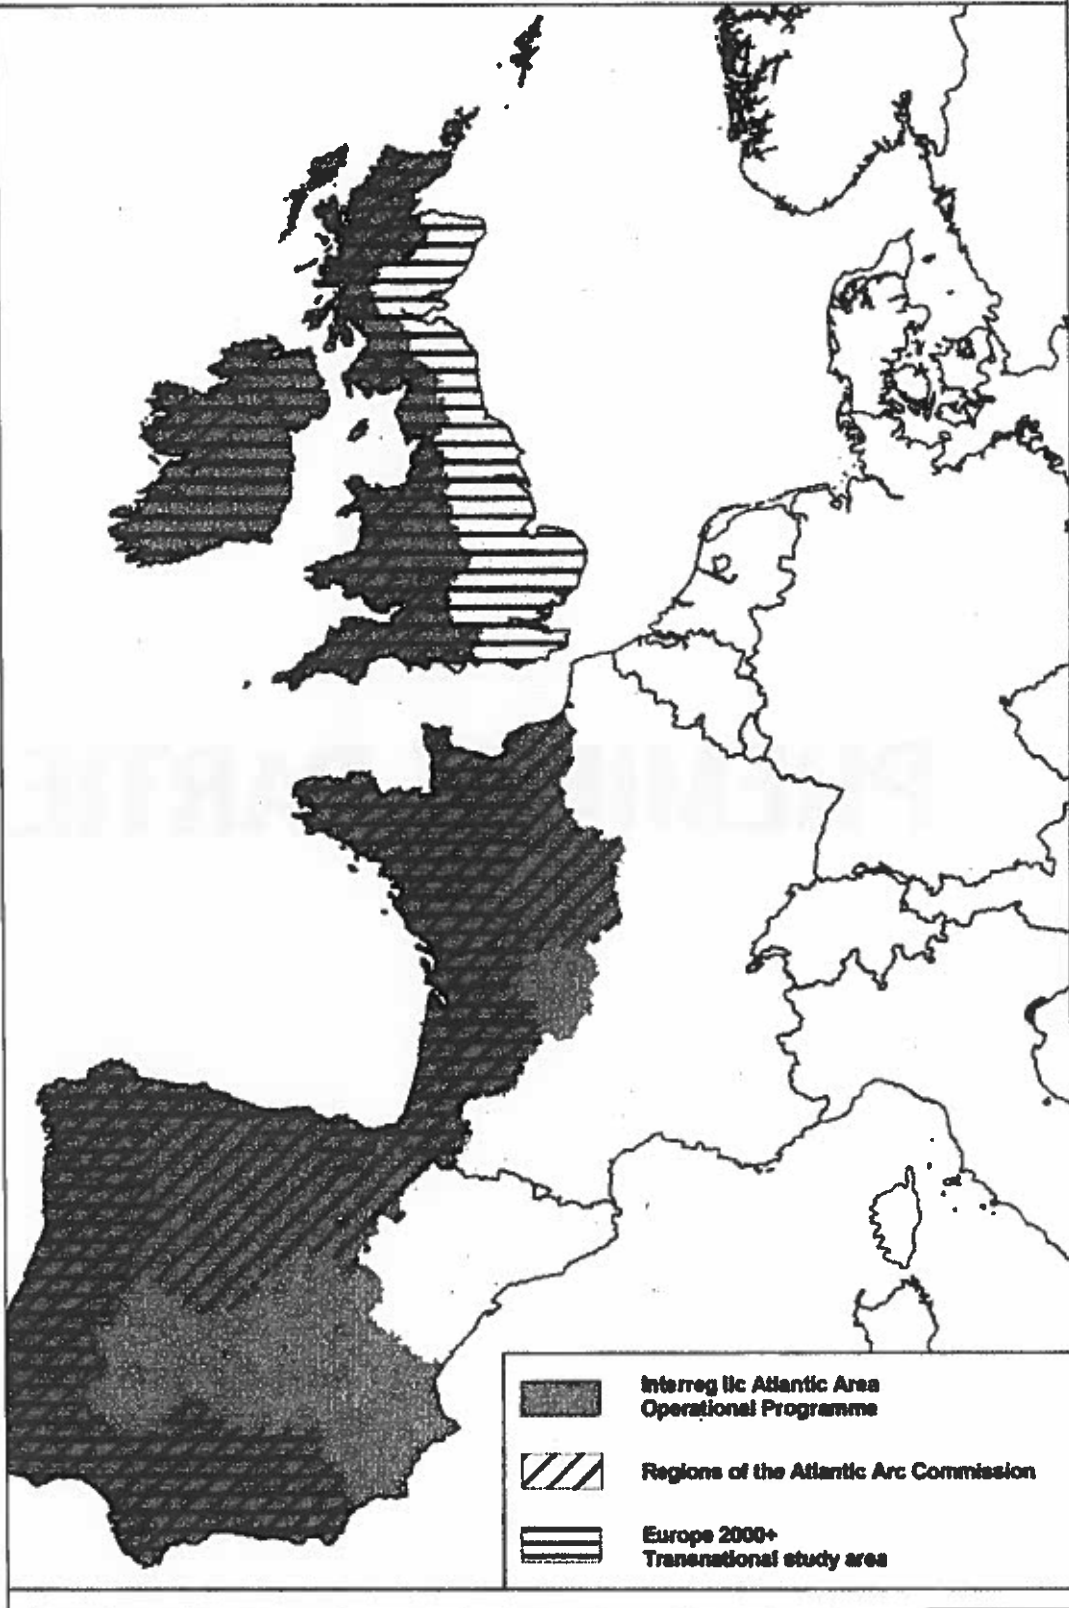 Interreg IIc Atlantic Area
Operational Programme
Regions of the Atlantic Arc Commission
Europe 2000+
Transnational study area